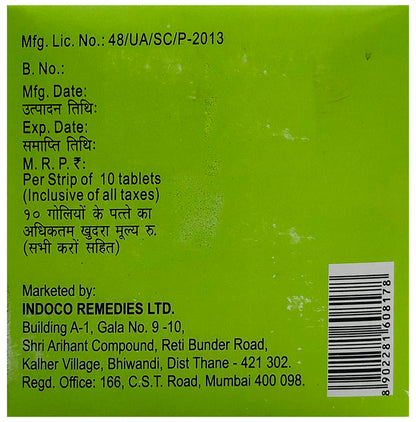 Mfg. Lic. No.: 48/UA/SC/P-2013
B. No.:
Mfg. Date:
उत्पादन तिथिः
Exp. Date:
समाप्ति तिथिः
M. R. P. ₹:
Per Strip of 10 tablets
(Inclusive of all taxes)
१० गोलियों के पत्ते का
अधिकतम खुदरा मूल्य रु.
(सभी करों सहित)
Marketed by:
INDOCO REMEDIES LTD.
Building A-1, Gala No. 9 -10,
Shri Arihant Compound, Reti Bunder Road,
Kalher Village, Bhiwandi, Dist Thane - 421 302.
Regd. Office: 166, C.S.T. Road, Mumbai 400 098.
8902281608178